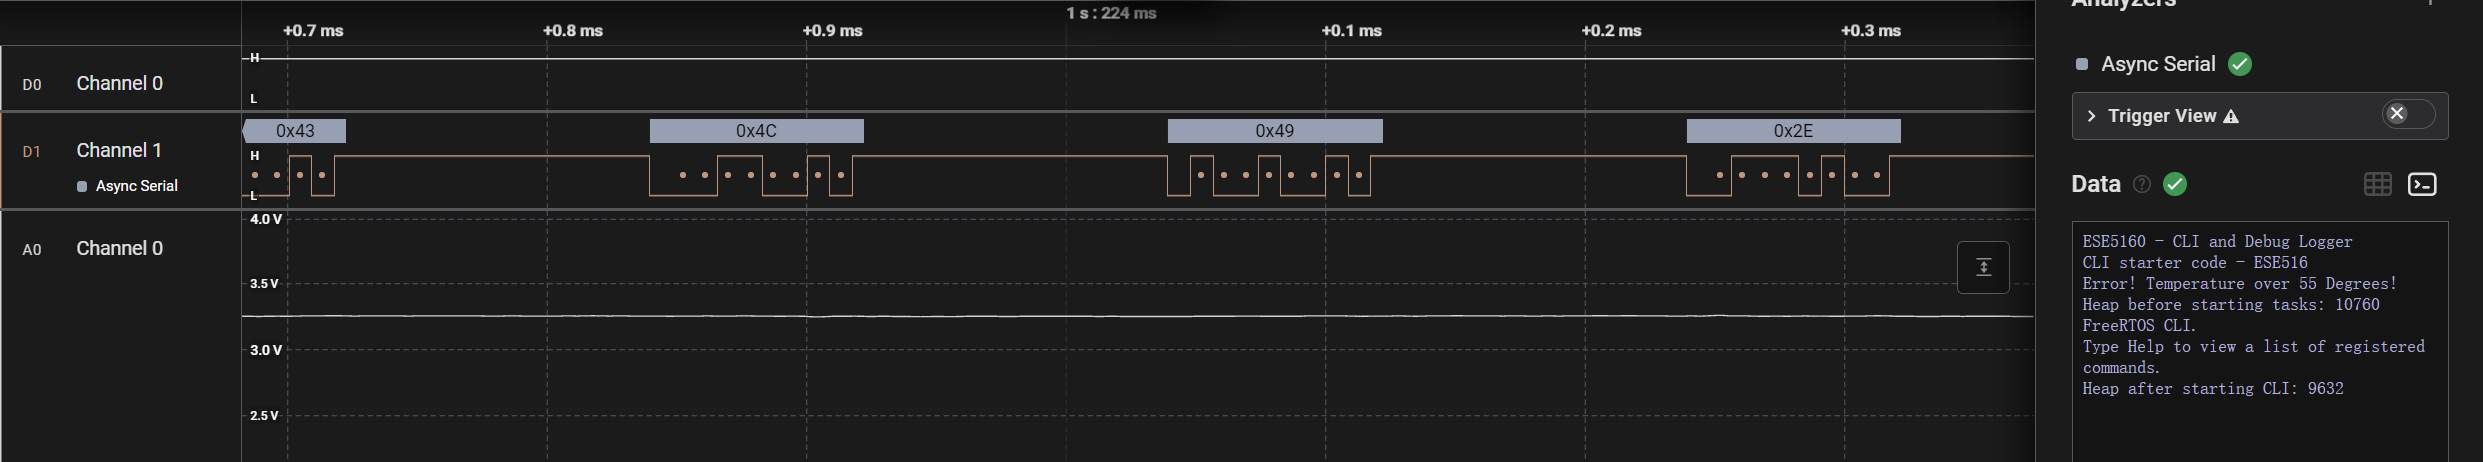 1 s : 224 ms
+0.7 ms +0.8 ms +0.9 ms +0.1 ms +0.2 ms +0.3 ms
D0 Channel 0
H
L
D1 Channel 1
Async Serial
0x43 0x4C 0x49 0x2E
H
L
A0 Channel 0
4.0 V
3.5 V
3.0 V
2.5 V
Analyzers
Async Serial
Trigger View
Data
ESE5160 - CLI and Debug Logger
CLI starter code - ESE516
Error! Temperature over 55 Degrees!
Heap before starting tasks: 10760
FreeRTOS CLI.
Type Help to view a list of registered
commands.
Heap after starting CLI: 9632